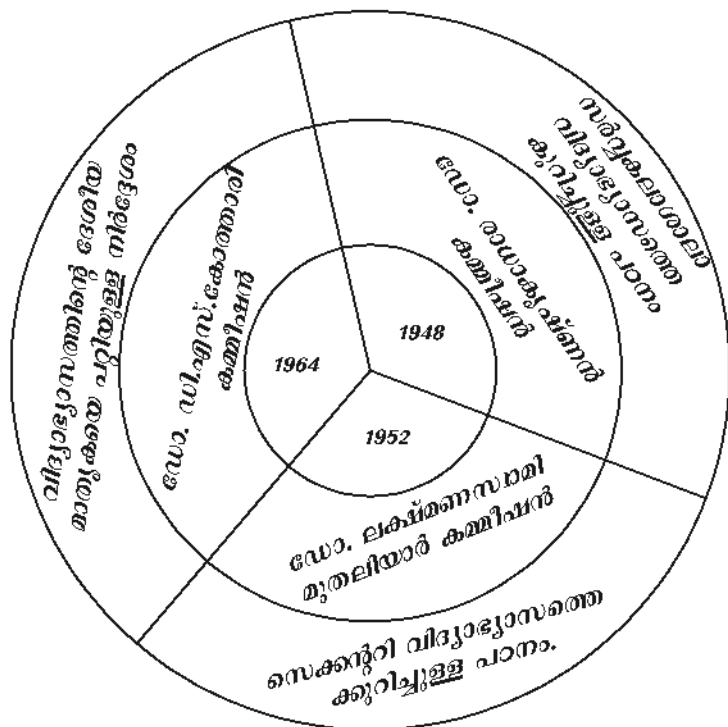 1948
ഡോ. രാധാകൃഷ്ണൻ
കമ്മീഷൻ
സർവ്വകലാശാലാ
വിദ്യാഭ്യാസത്തെ
കുറിച്ചുള്ള പഠനം
1952
ഡോ. ലക്ഷ്മണസ്വാമി
മുതലിയാർ കമ്മീഷൻ
സെക്കന്ററി വിദ്യാഭ്യാസത്തെ
ക്കുറിച്ചുള്ള പഠനം.
1964
ഡോ. ഡി.എസ്.കോത്താരി
കമ്മീഷൻ
വിദ്യാഭ്യാസത്തിന്റെ ദേശീയ
മാതൃകയെ പറ്റിയുള്ള നിർദ്ദേശം